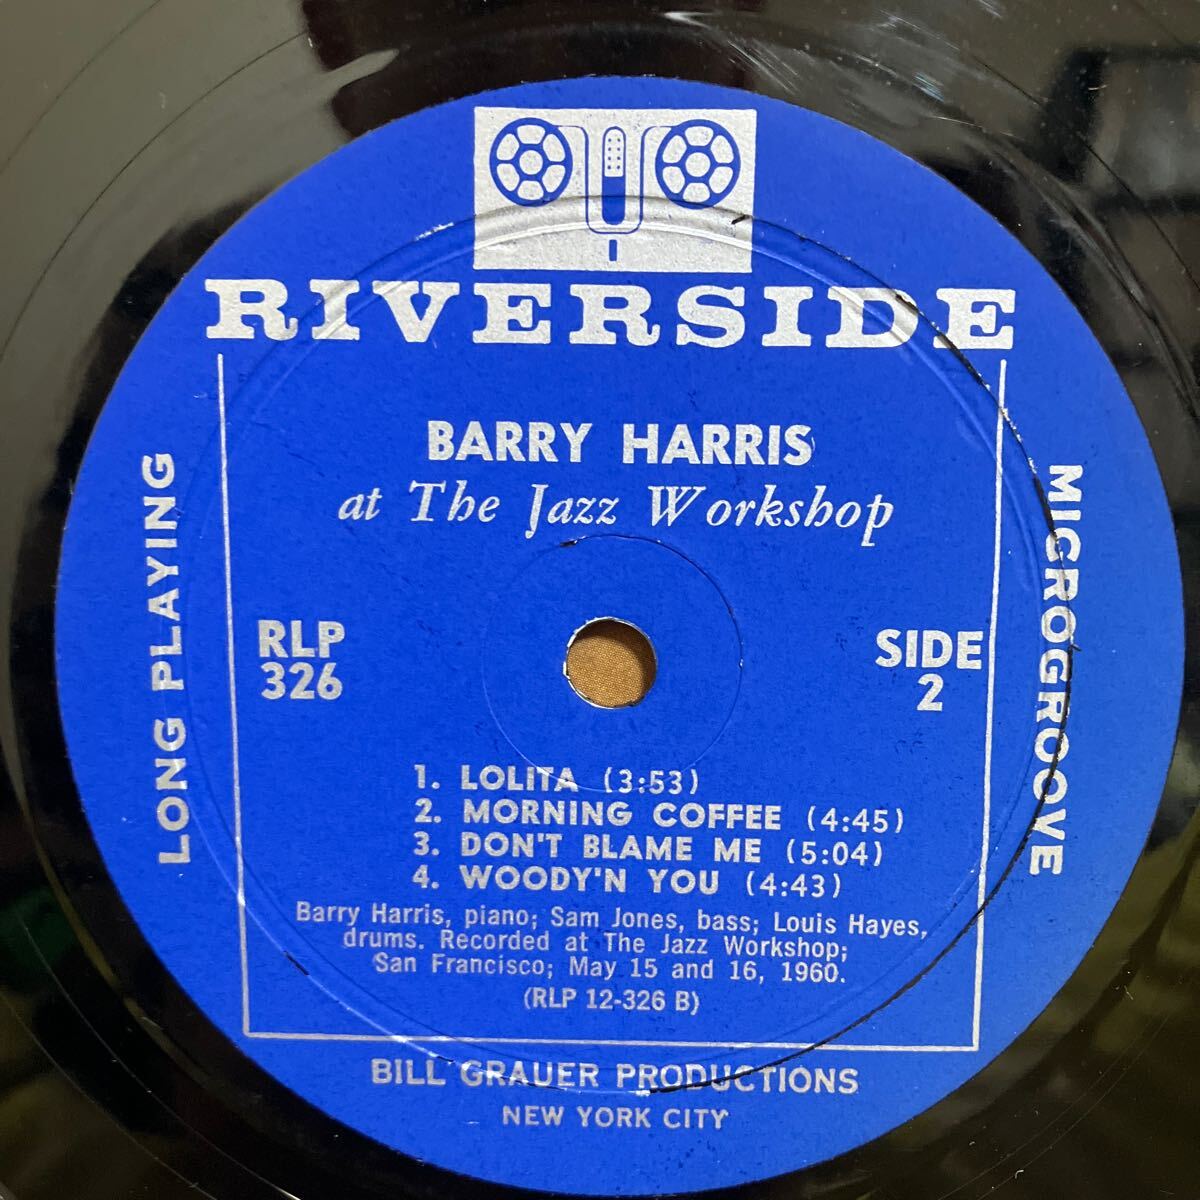 RIVERSIDE
BARRY HARRIS
at The Jazz Workshop
LONG PLAYING
MICROGROOVE
RLP
326
SIDE
2
1. LOLITA (3:53)
2. MORNING COFFEE (4:45)
3. DON'T BLAME ME (5:04)
4. WOODY'N YOU (4:43)
Barry Harris, piano; Sam Jones, bass; Louis Hayes,
drums. Recorded at The Jazz Workshop;
San Francisco; May 15 and 16, 1960.
(RLP 12-326 B)
BILL GRAUER PRODUCTIONS
NEW YORK CITY